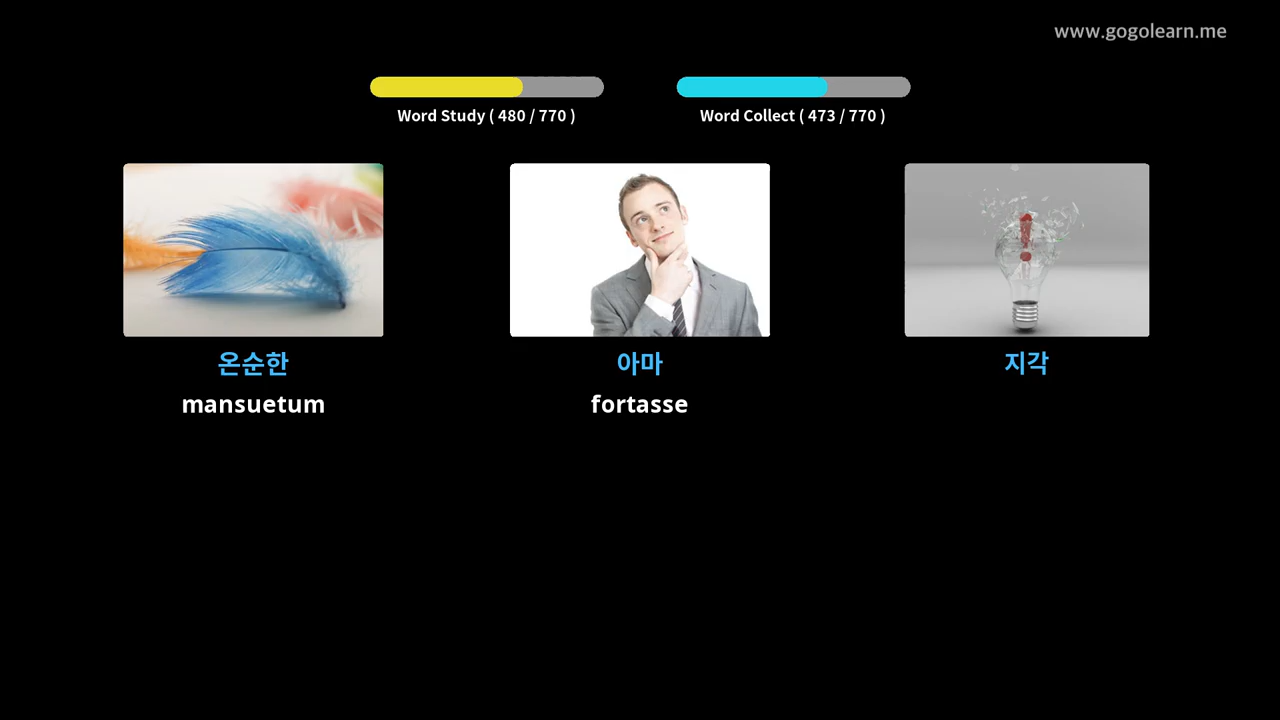 www.gogolearn.me
Word Study ( 480 / 770 )
Word Collect ( 473 / 770 )
온순한
아마
지각
mansuetum
fortasse